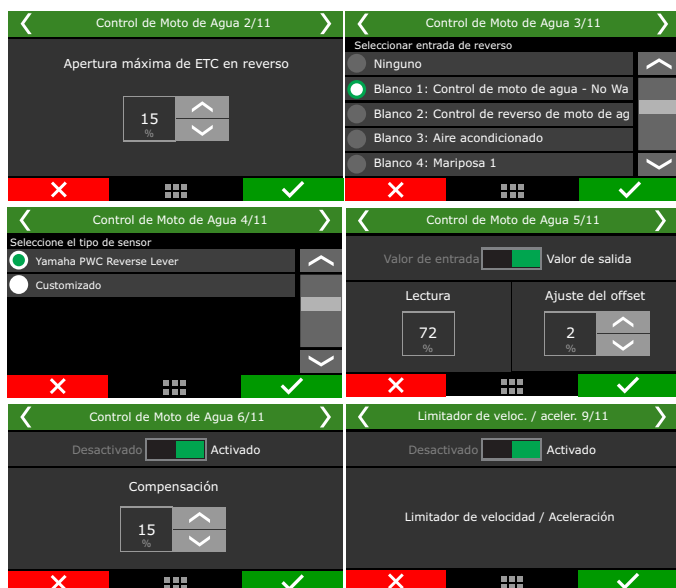 Control de Moto de Agua 2/11
Apertura máxima de ETC en reverso
15
%
Control de Moto de Agua 3/11
Seleccionar entrada de reverso
Ninguno
Blanco 1: Control de moto de agua - No Wa
Blanco 2: Control de reverso de moto de ag
Blanco 3: Aire acondicionado
Blanco 4: Mariposa 1
Control de Moto de Agua 4/11
Seleccione el tipo de sensor
Yamaha PWC Reverse Lever
Customizado
Control de Moto de Agua 5/11
Valor de entrada Valor de salida
Lectura Ajuste del offset
72 2
% %
Control de Moto de Agua 6/11
Desactivado Activado
Compensación
15
%
Limitador de veloc. / aceler. 9/11
Desactivado Activado
Limitador de velocidad / Aceleración